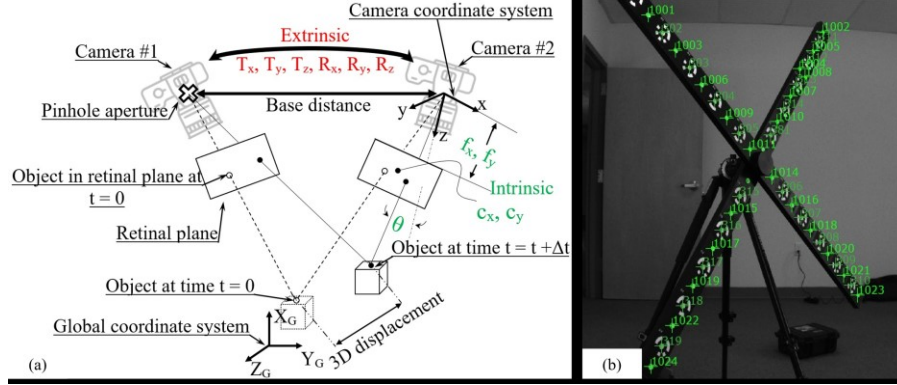 Camera coordinate system
Extrinsic
Camera #1
Camera #2
Tx, Ty, Tz, Rx, Ry, Rz
Pinhole aperture
Base distance
x
y
z
fx, fy
Object in retinal plane at
t = 0
Intrinsic
cx, cy
θ
Retinal plane
Object at time t = t +Δt
Object at time t = 0
3D displacement
Global coordinate system
XG
YG
ZG
(a)
1001
1002
1003
1005
1004
1008
1006
1007
1009
1010
1011
1014
1015
1016
1017
1018
1019
1020
1021
1022
1023
1024
(b)